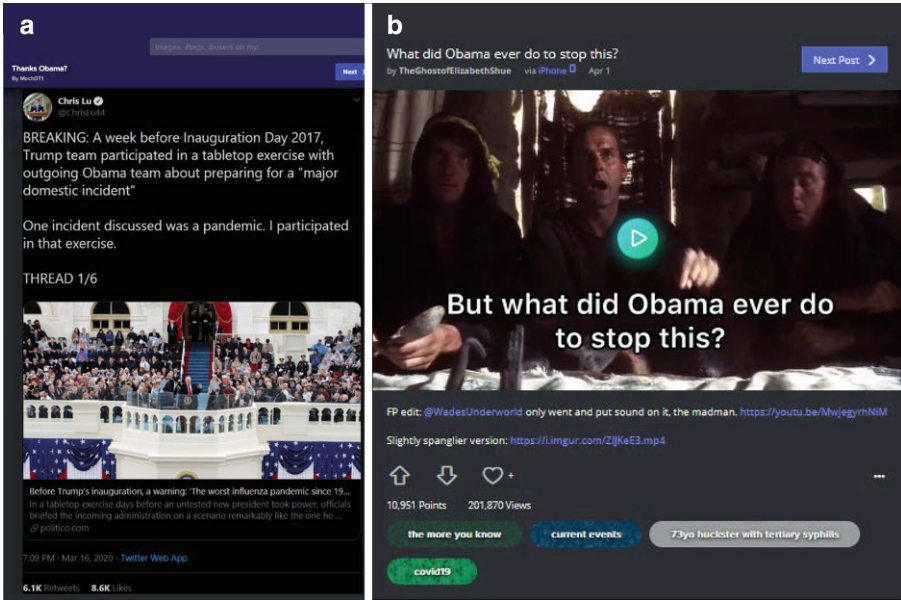 a
Images, #tags, @users oh my!
Thanks Obama?
By Moch0T1
Next
Chris Lu
@ChrisLu44
BREAKING: A week before Inauguration Day 2017,
Trump team participated in a tabletop exercise with
outgoing Obama team about preparing for a "major
domestic incident"
One incident discussed was a pandemic. I participated
in that exercise.
THREAD 1/6
Before Trump's inauguration, a warning: 'The worst influenza pandemic since 19...
In a tabletop exercise days before an untested new president took power, officials
briefed the incoming administration on a scenario remarkably like the one he ...
politico.com
7:09 PM · Mar 16, 2020 · Twitter Web App
6.1K Retweets 8.6K Likes
b
What did Obama ever do to stop this?
by TheGhostofElizabethShue via iPhone Apr 1
Next Post
But what did Obama ever do
to stop this?
FP edit: @WadesUnderworld only went and put sound on it, the madman. https://youtu.be/MwjegyrhNiM
Slightly spanglier version: https://i.imgur.com/ZlJKeE3.mp4
10,951 Points 201,870 Views
the more you know current events 73yo huckster with tertiary syphilis
covid19